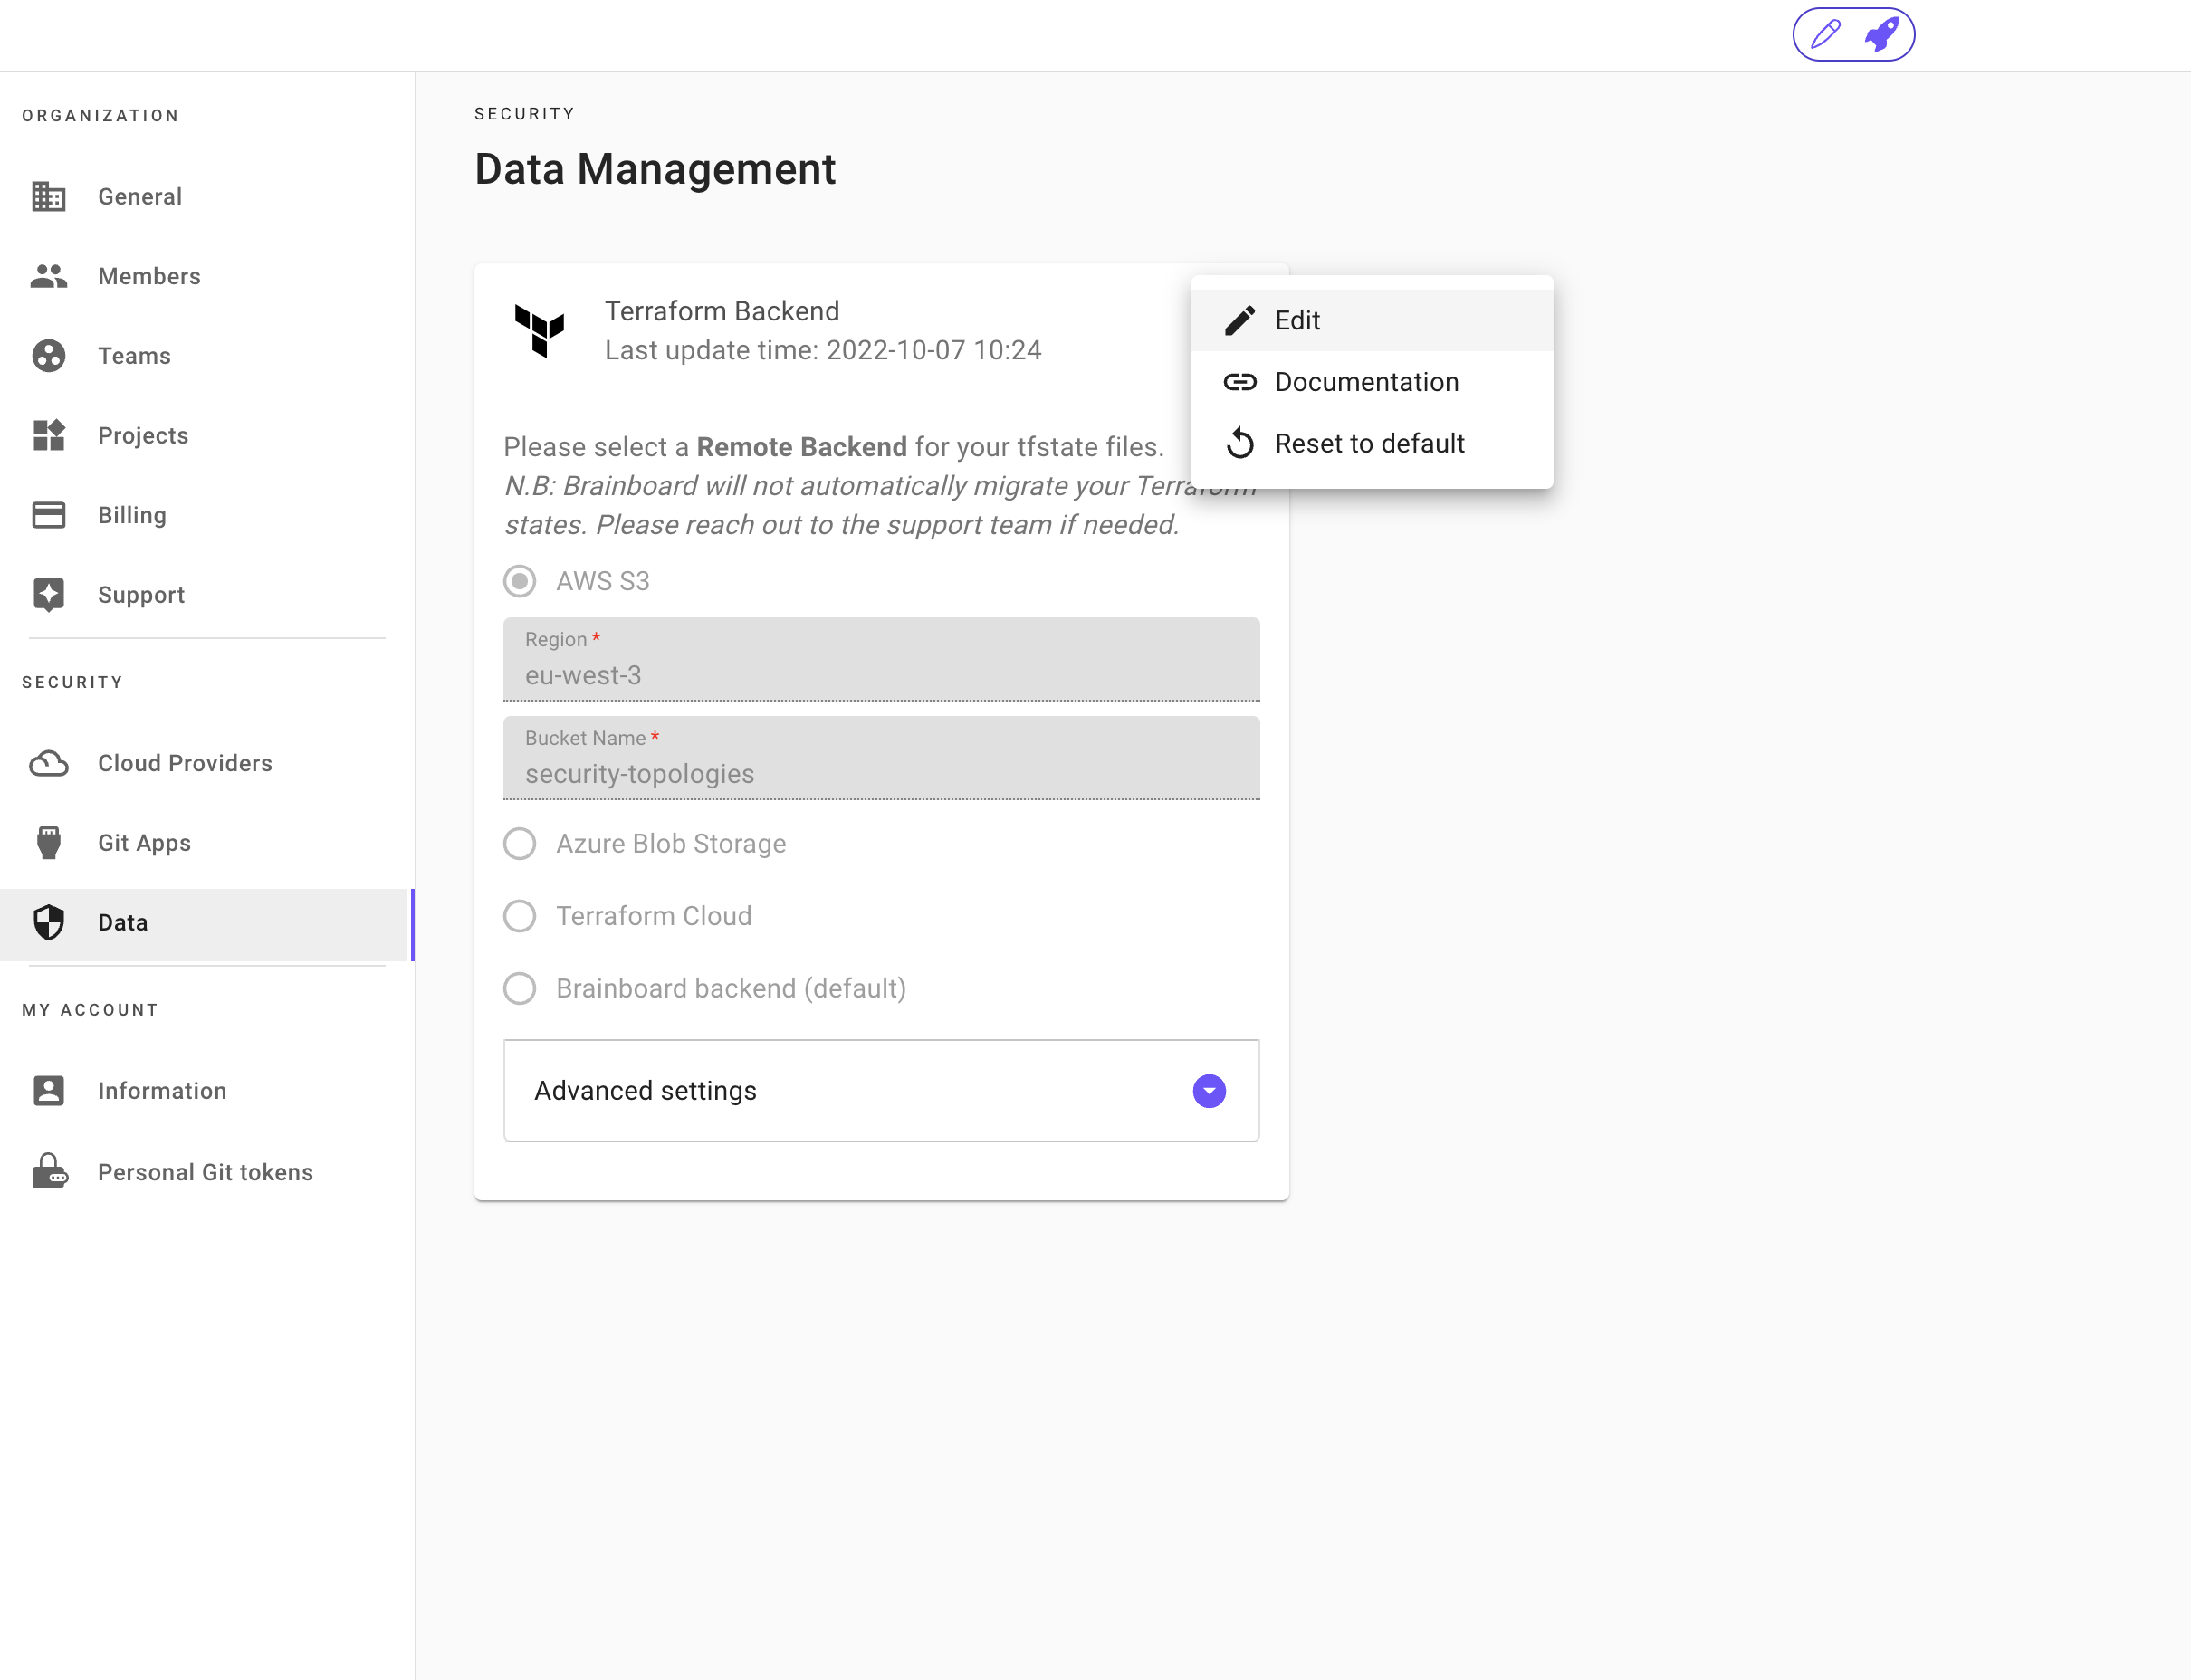 ORGANIZATION
General
Members
Teams
Projects
Billing
Support
SECURITY
Cloud Providers
Git Apps
Data
MY ACCOUNT
Information
Personal Git tokens
SECURITY
Data Management
Terraform Backend
Last update time: 2022-10-07 10:24
Edit
Documentation
Reset to default
Please select a Remote Backend for your tfstate files.
N.B: Brainboard will not automatically migrate your Terraform
states. Please reach out to the support team if needed.
AWS S3
Region *
eu-west-3
Bucket Name *
security-topologies
Azure Blob Storage
Terraform Cloud
Brainboard backend (default)
Advanced settings